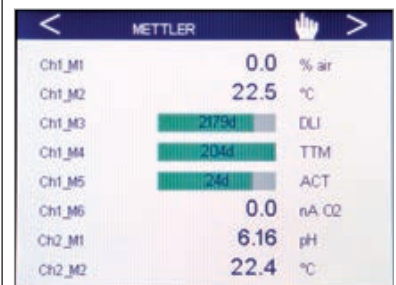 < METTLER >
Ch1_M1 0.0 % air
Ch1_M2 22.5 °C
Ch1_M3 2179d DLI
Ch1_M4 204d TTM
Ch1_M5 24d ACT
Ch1_M6 0.0 nA O2
Ch2_M1 6.16 pH
Ch2_M2 22.4 °C